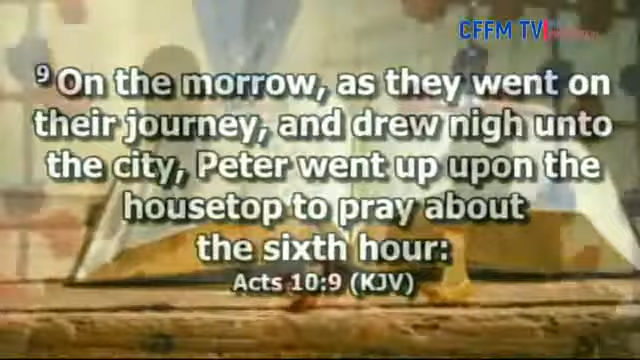 CFFM TV
9 On the morrow, as they went on
their journey, and drew nigh unto
the city, Peter went up upon the
housetop to pray about
the sixth hour:
Acts 10:9 (KJV)